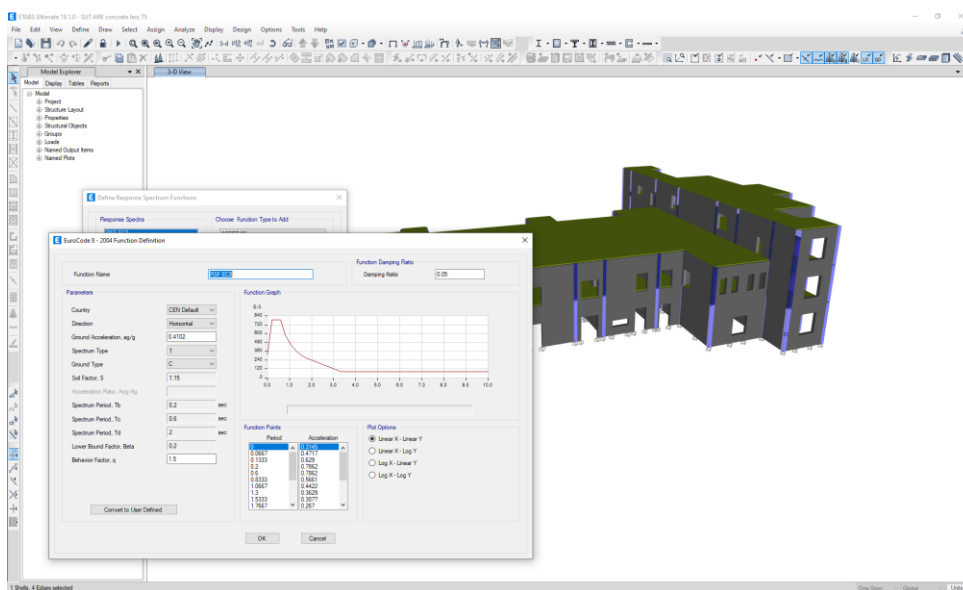 ETABS Ultimate 19.1.0 - SUT ARK concrete less T5
File Edit View Define Draw Select Assign Analyze Display Design Options Tools Help
Model Explorer
3-D View
Model Display Tables Reports
Model
Project
Structure Layout
Properties
Structural Objects
Groups
Loads
Named Output Items
Named Plots
Define Response Spectrum Functions
Response Spectra
Choose Function Type to Add
EuroCode 8 - 2004 Function Definition
Function Name
RSP EC8
Function Damping Ratio
Damping Ratio 0.05
Parameters
Country CEN Default
Direction Horizontal
Ground Acceleration, ag/g 0.4102
Spectrum Type 1
Ground Type C
Soil Factor, S 1.15
Acceleration Ratio, Avg/Ag
Spectrum Period, Tb 0.2 sec
Spectrum Period, Tc 0.6 sec
Spectrum Period, Td 2 sec
Lower Bound Factor, Beta 0.2
Behavior Factor, q 1.5
Convert to User Defined
Function Graph
E-3
840
720
600
480
360
240
120
0
0.0 1.0 2.0 3.0 4.0 5.0 6.0 7.0 8.0 9.0 10.0
Function Points
Period Acceleration
0 0.3145
0.0667 0.4717
0.1333 0.629
0.2 0.7862
0.6 0.7862
0.8333 0.5661
1.0667 0.4422
1.3 0.3629
1.5333 0.3077
1.7667 0.267
Plot Options
Linear X - Linear Y
Linear X - Log Y
Log X - Linear Y
Log X - Log Y
OK Cancel
1 Shells, 4 Edges selected
One Story Global Units